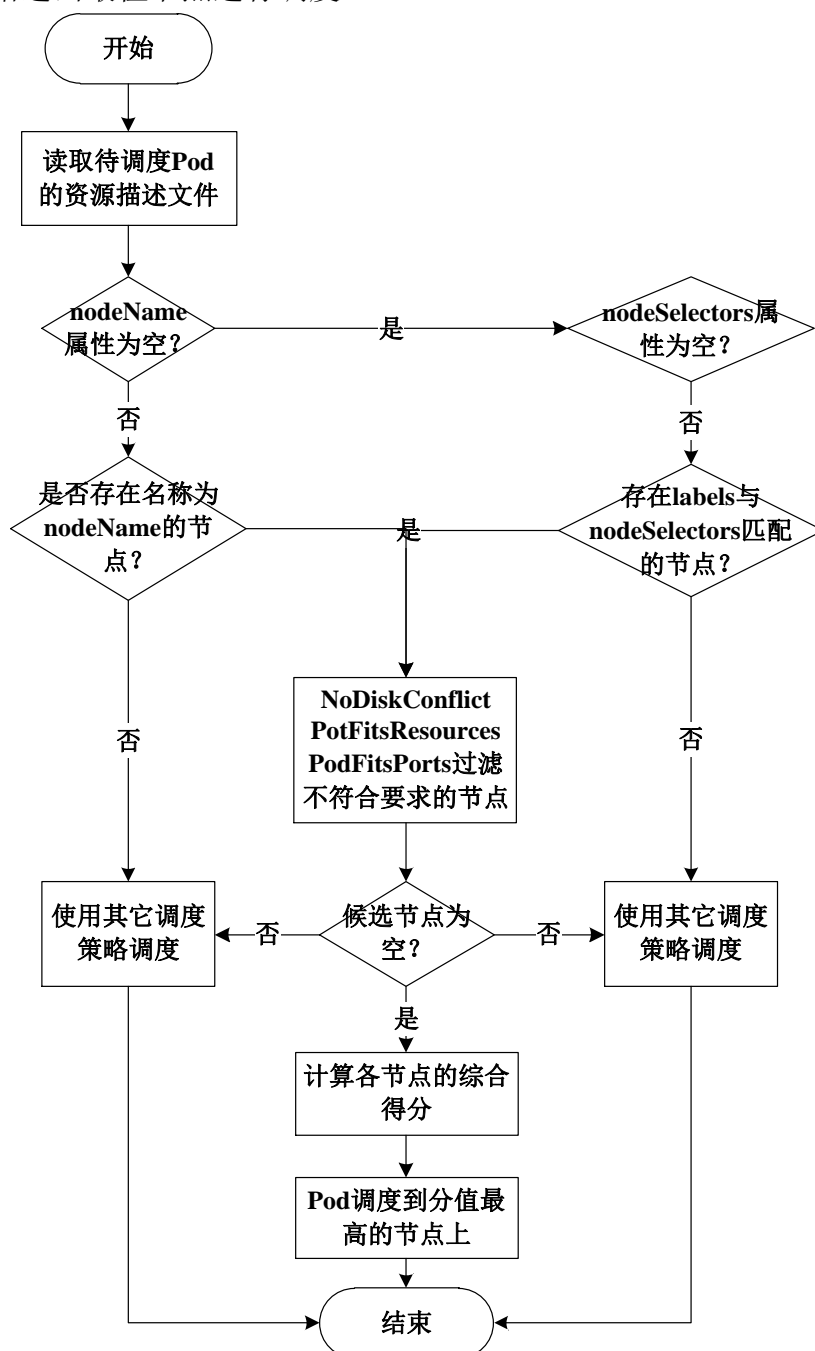 开始
读取待调度Pod
的资源描述文件
nodeName
属性为空？
是
nodeSelectors属
性为空？
否
否
是否存在名称为
nodeName的节
点？
是
存在labels与
nodeSelectors匹配
的节点？
NoDiskConflict
PotFitsResources
PodFitsPorts过滤
不符合要求的节点
否
否
使用其它调度
策略调度
否
候选节点为
空？
否
使用其它调度
策略调度
是
计算各节点的综合
得分
Pod调度到分值最
高的节点上
结束